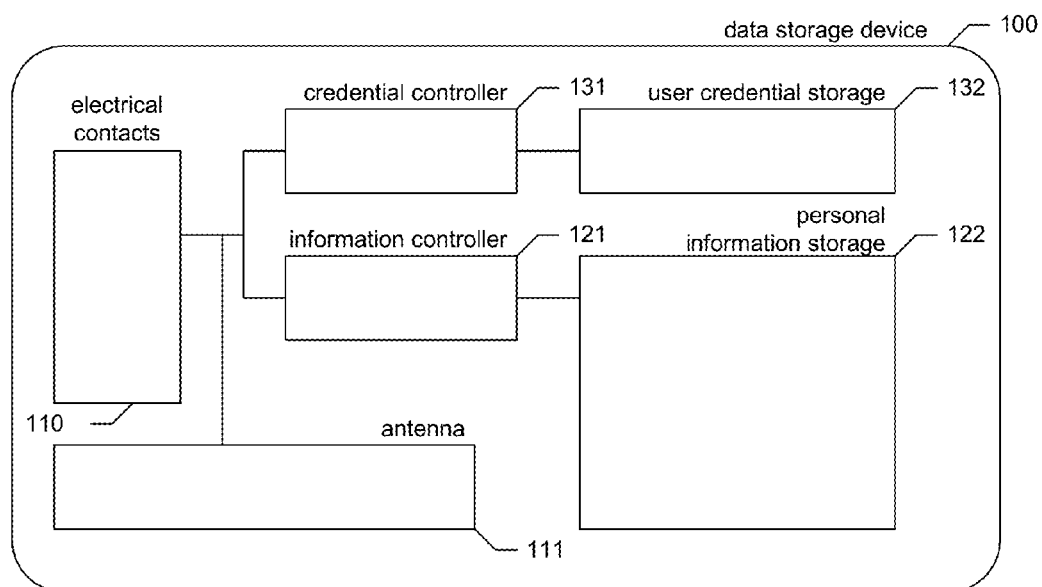 data storage device 100
electrical
contacts
credential controller 131
user credential storage 132
information controller 121
personal
information storage 122
110
antenna
111